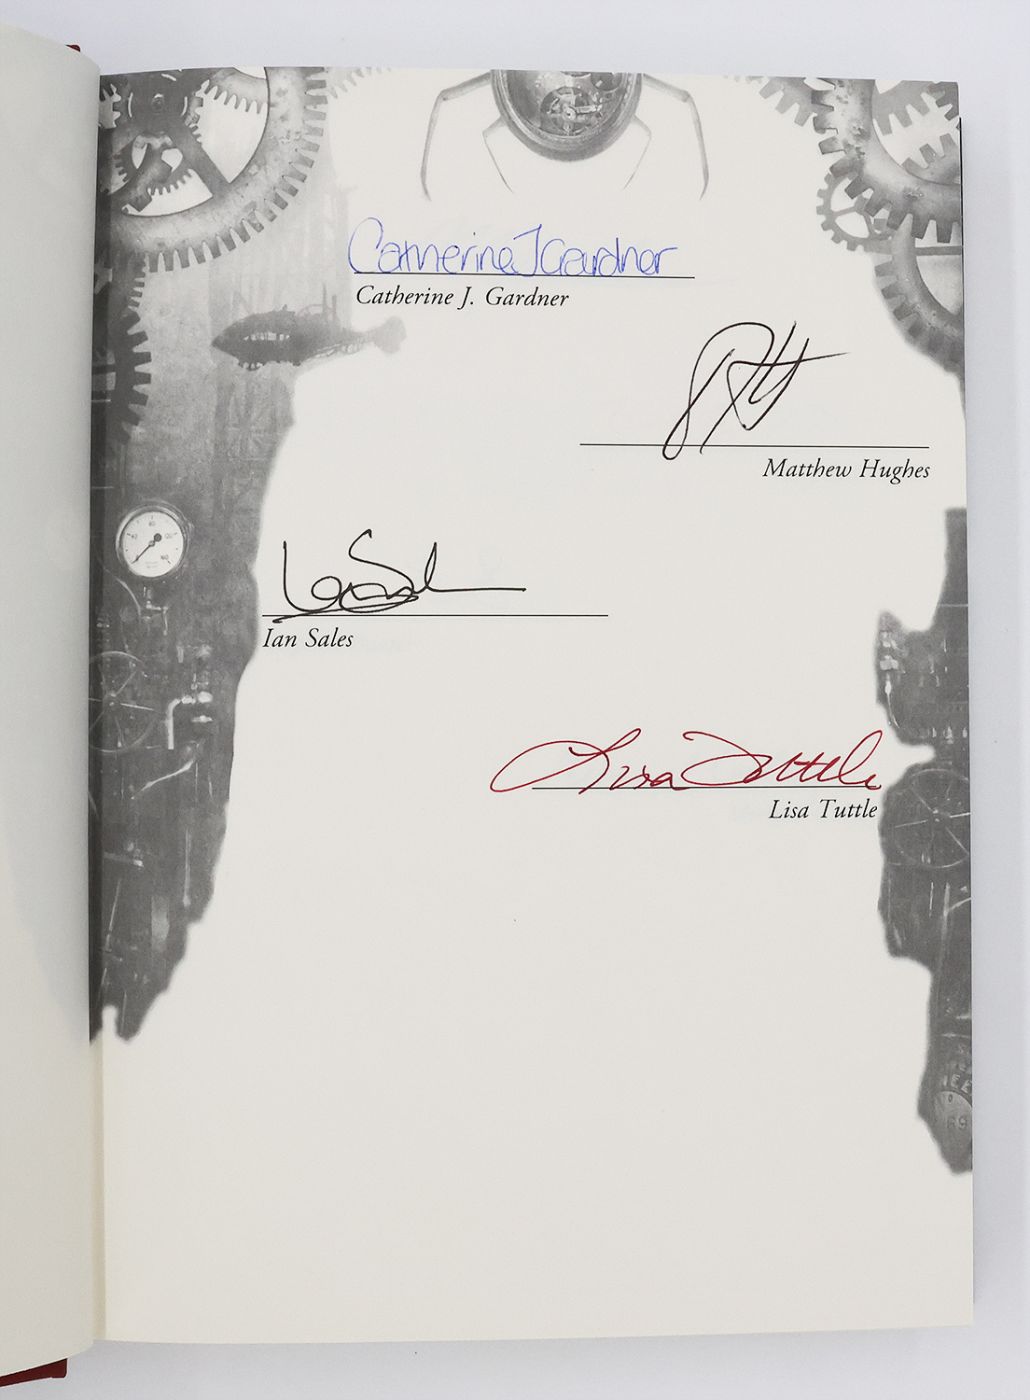 Catherine J Gardner
Catherine J. Gardner
Matthew Hughes
Ian Sales
Lisa Tuttle
Lisa Tuttle